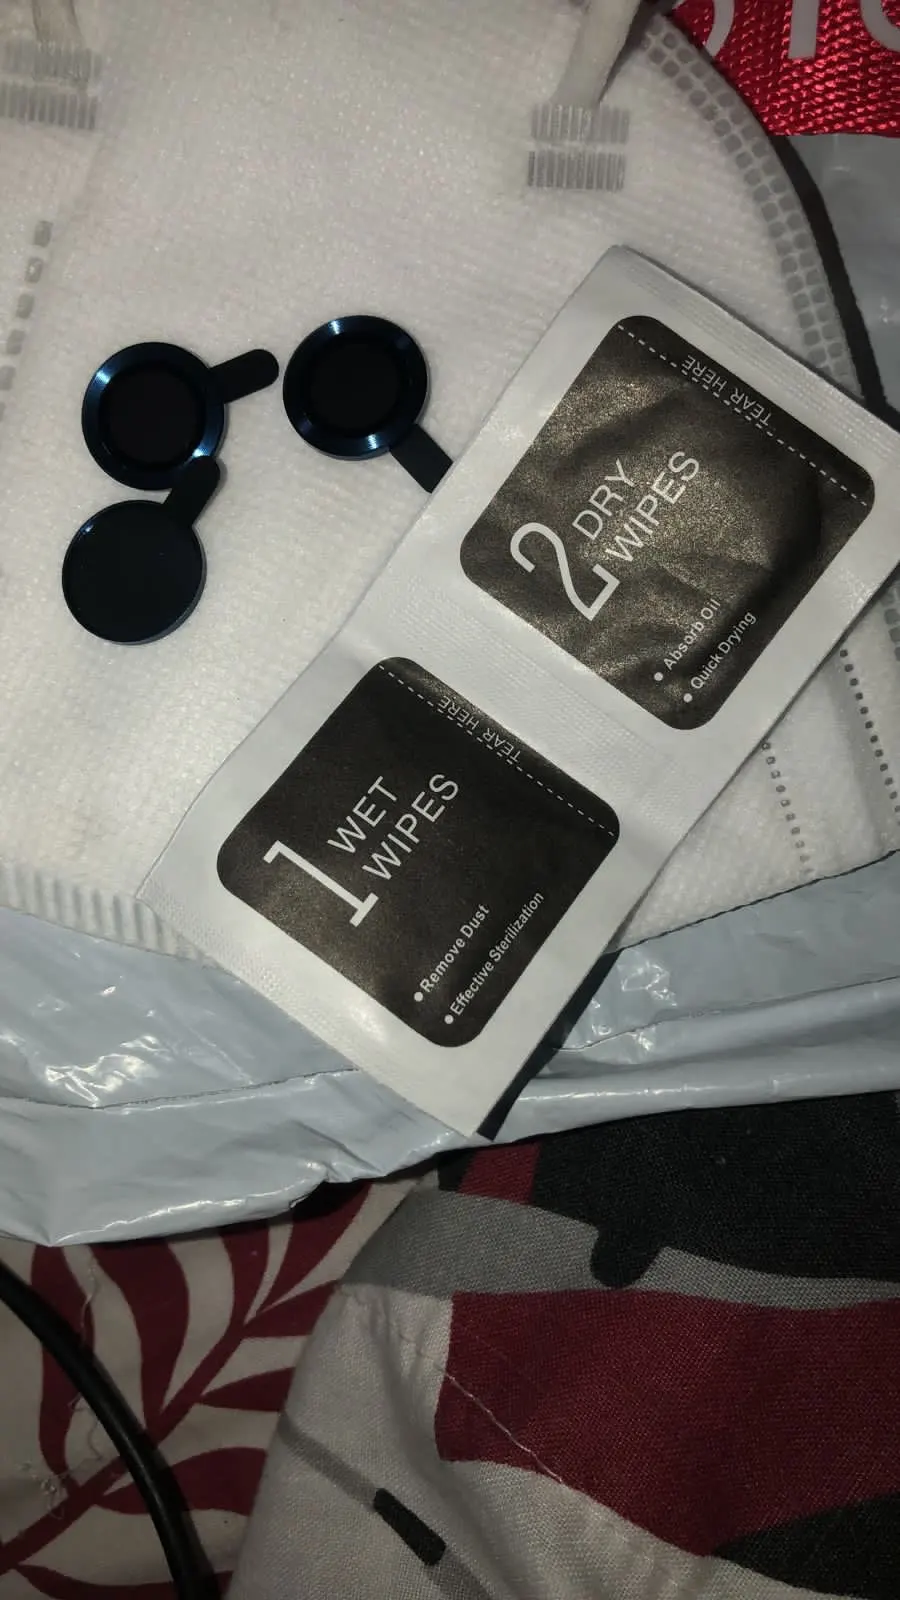 TEAR HERE
2 DRY
WIPES
• Absorb Oil
• Quick Drying
TEAR HERE
1 WET
WIPES
• Remove Dust
• Effective Sterilization